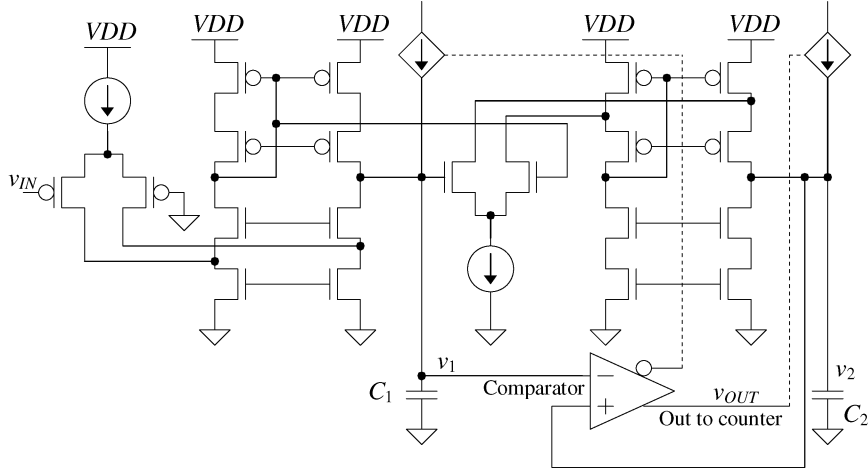 VDD
VDD
VDD
VDD
VDD
vIN
v1
C1
Comparator
−
+
vOUT
Out to counter
v2
C2